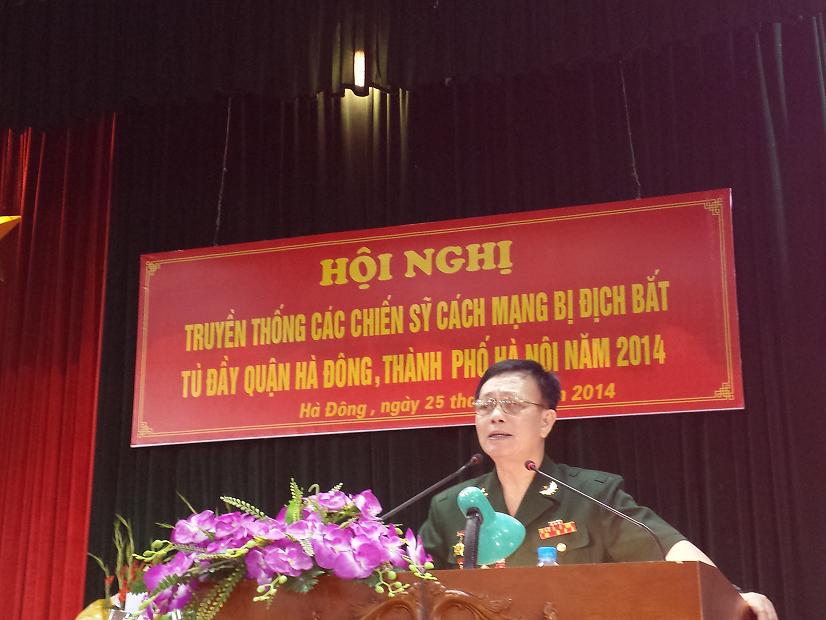 HỘI NGHỊ
TRUYỀN THỐNG CÁC CHIẾN SỸ CÁCH MẠNG BỊ ĐỊCH BẮT
TÙ ĐẦY QUẬN HÀ ĐÔNG, THÀNH PHỐ HÀ NỘI NĂM 2014
Hà Đông, ngày 25 2014